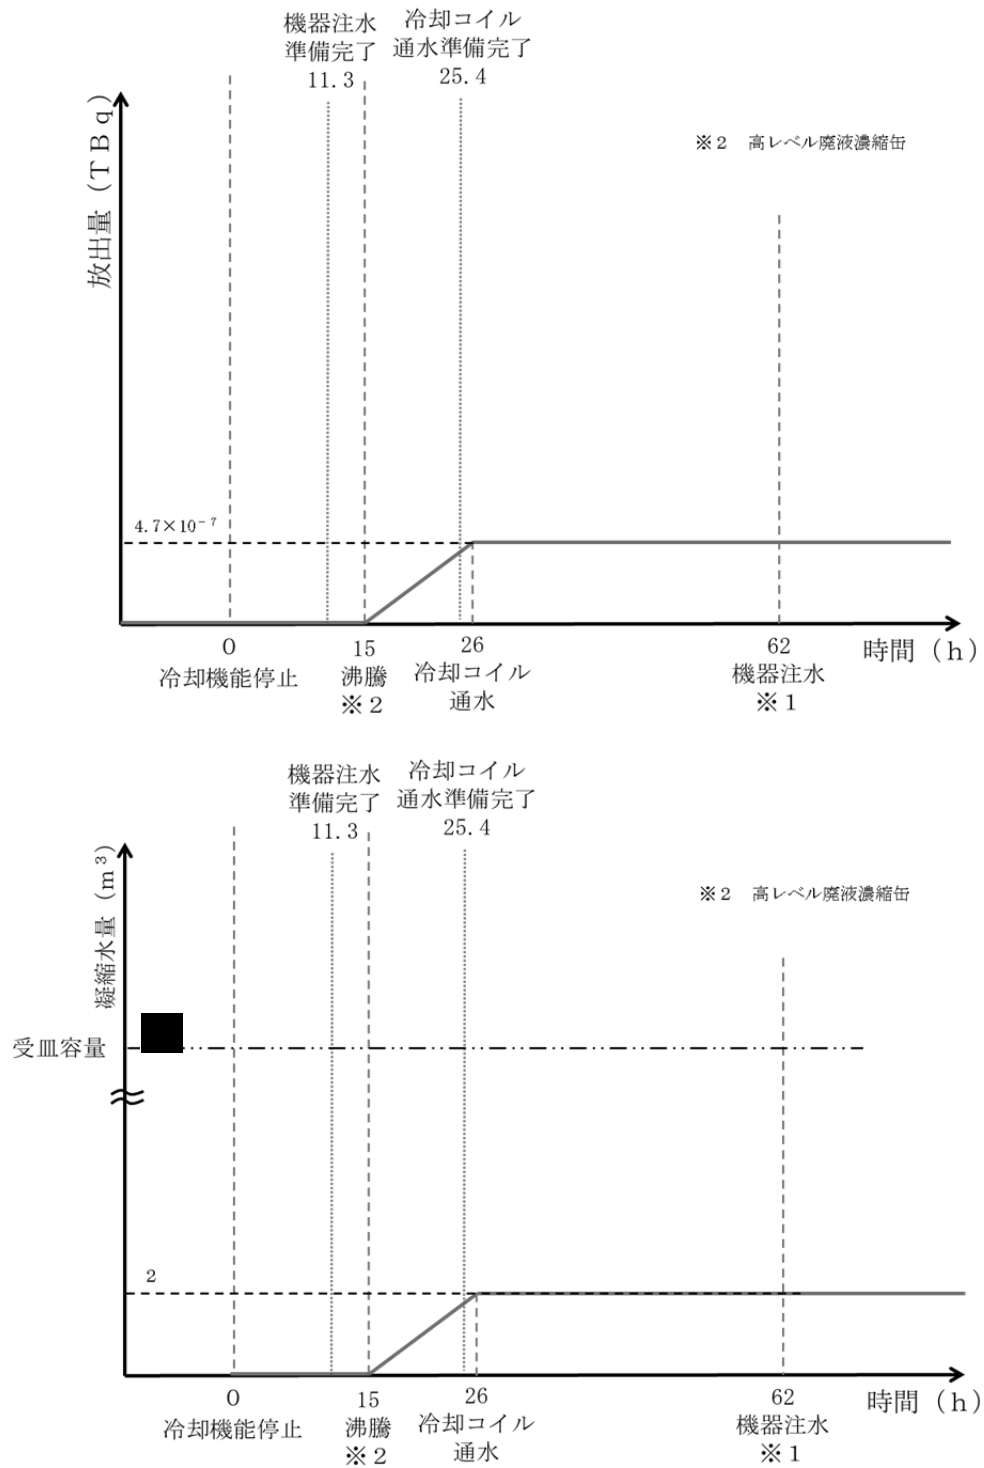 機器注水
準備完了
11.3
冷却コイル
通水準備完了
25.4
放出量（ＴＢｑ）
※２　高レベル廃液濃縮缶
4.7×10⁻⁷
0
冷却機能停止
15
沸騰
※２
26
冷却コイル
通水
62
機器注水
※１
時間（ｈ）
機器注水
準備完了
11.3
冷却コイル
通水準備完了
25.4
凝縮水量（ｍ³）
※２　高レベル廃液濃縮缶
受皿容量
2
0
冷却機能停止
15
沸騰
※２
26
冷却コイル
通水
62
機器注水
※１
時間（ｈ）